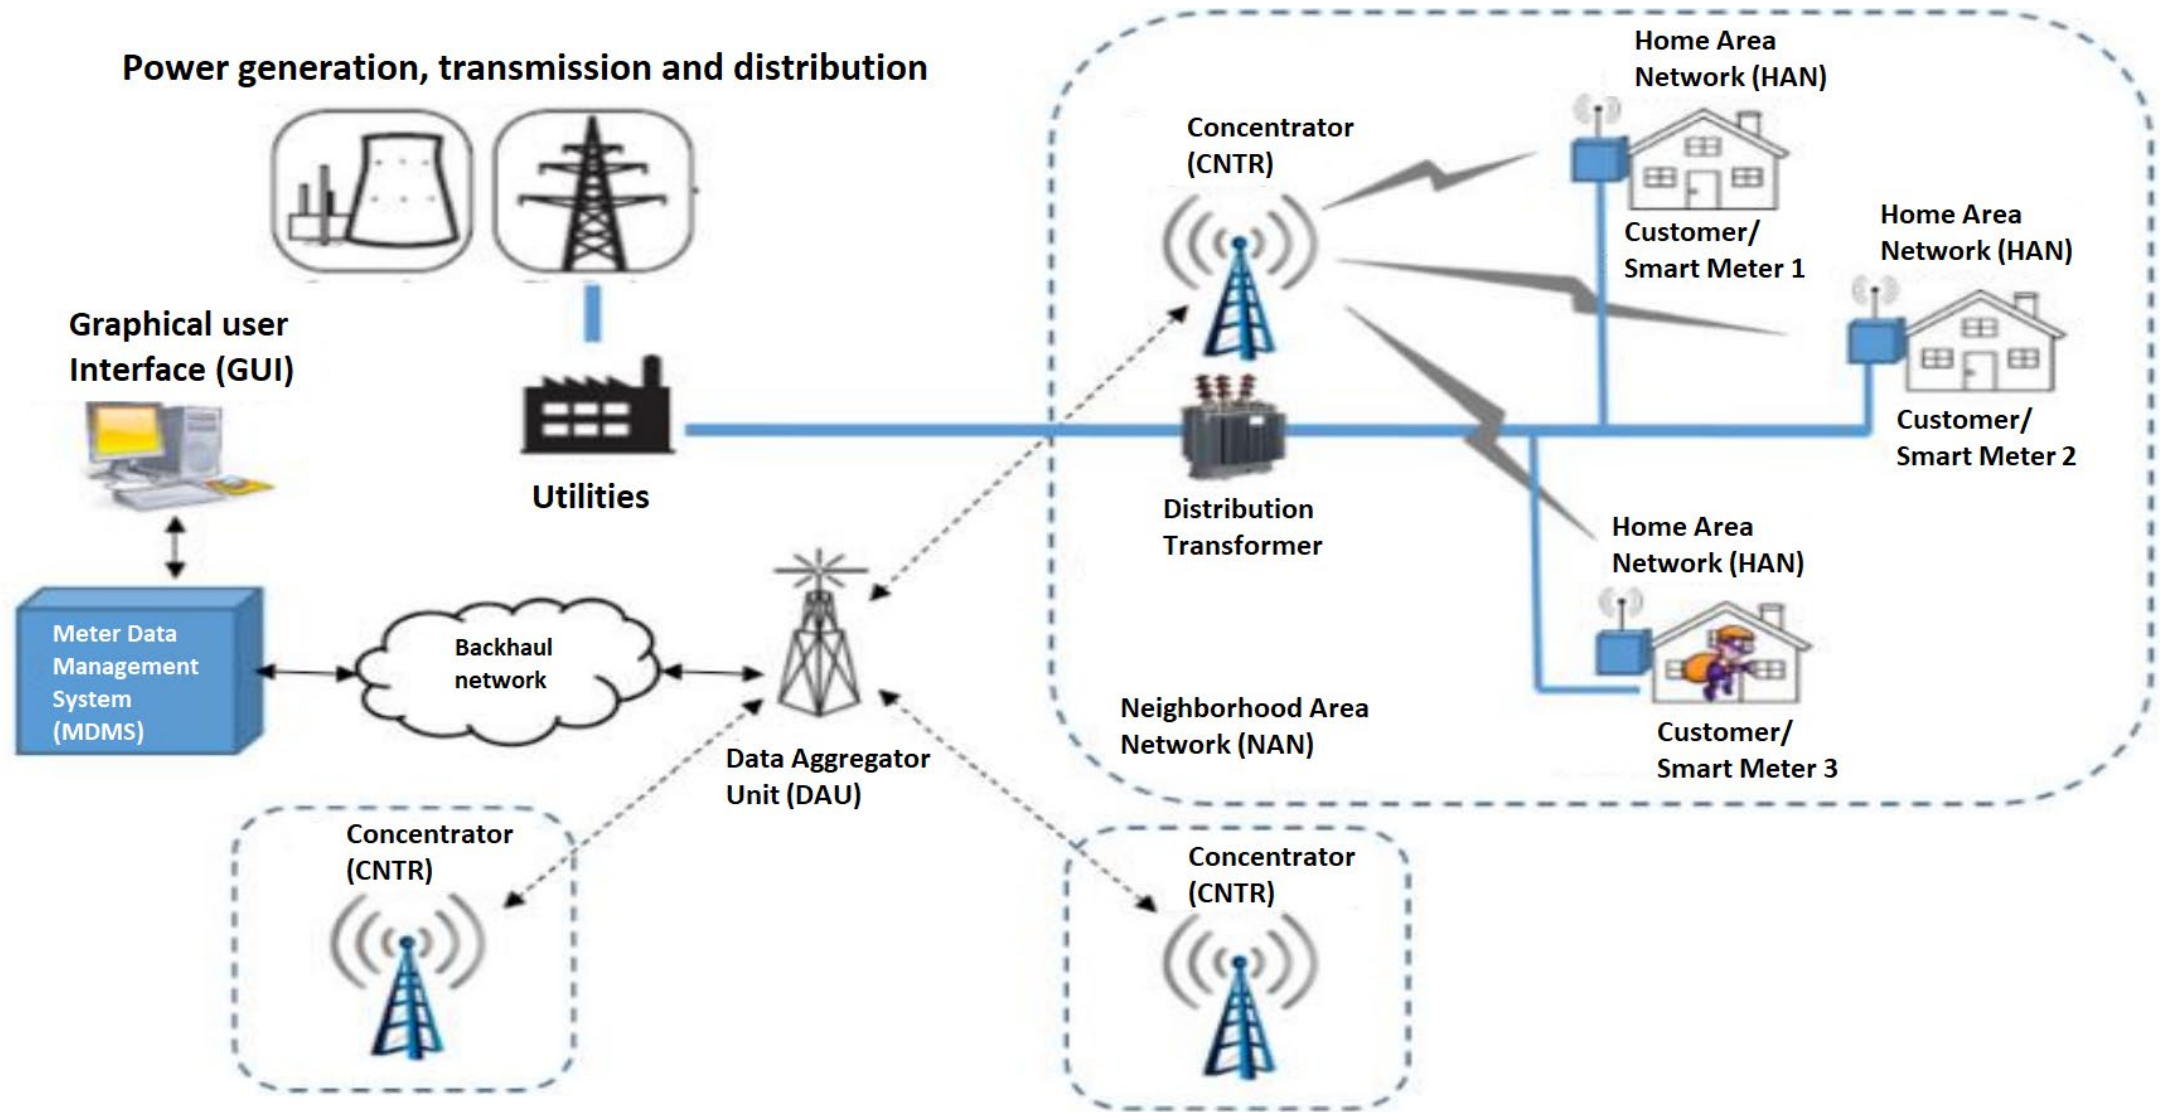 Power generation, transmission and distribution
Graphical user
Interface (GUI)
Utilities
Meter Data
Management
System
(MDMS)
Backhaul
network
Data Aggregator
Unit (DAU)
Concentrator
(CNTR)
Concentrator
(CNTR)
Concentrator
(CNTR)
Distribution
Transformer
Neighborhood Area
Network (NAN)
Home Area
Network (HAN)
Customer/
Smart Meter 1
Home Area
Network (HAN)
Customer/
Smart Meter 2
Home Area
Network (HAN)
Customer/
Smart Meter 3